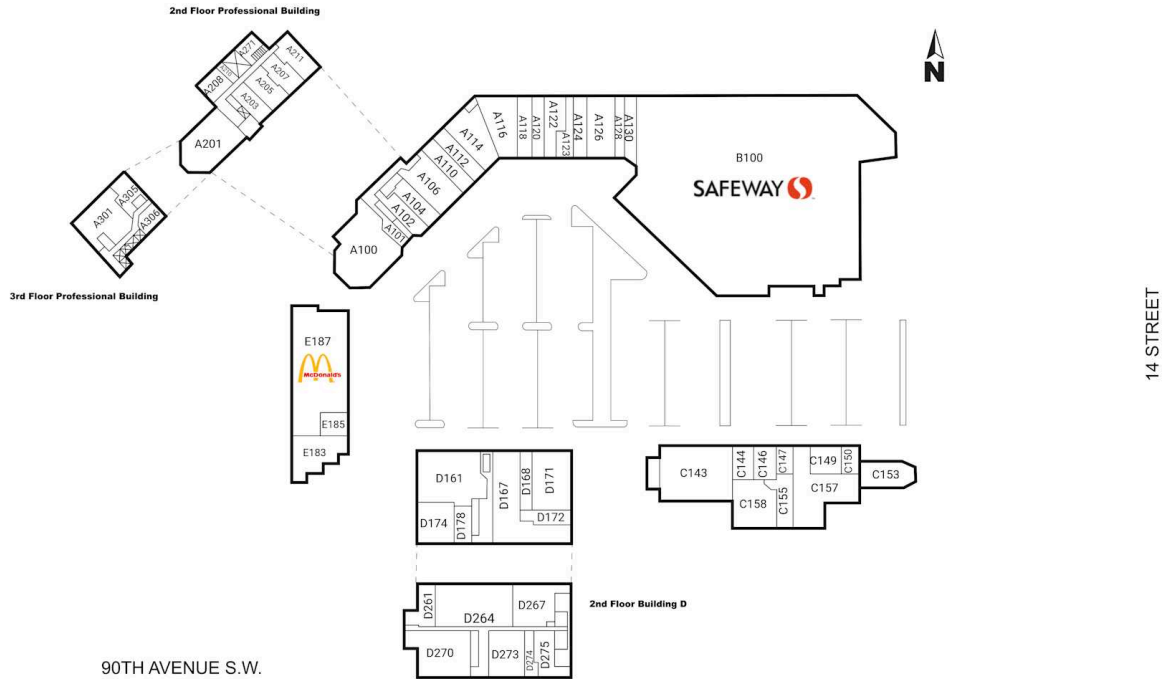 2nd Floor Professional Building
A271
A211
A210
A208
A207
A205
A203
A201
A305
A301
A306
3rd Floor Professional Building
A116
A118
A120
A122
A123
A124
A126
A128
A130
A114
A112
A110
A106
A104
A102
A101
A100
B100
SAFEWAY
N
14 STREET
E187
McDonald's
E185
E183
D161
D167
D168
D171
D172
D174
D178
C143
C144
C146
C147
C149
C150
C153
C158
C155
C157
2nd Floor Building D
D261
D264
D267
D270
D273
D274
D275
90TH AVENUE S.W.